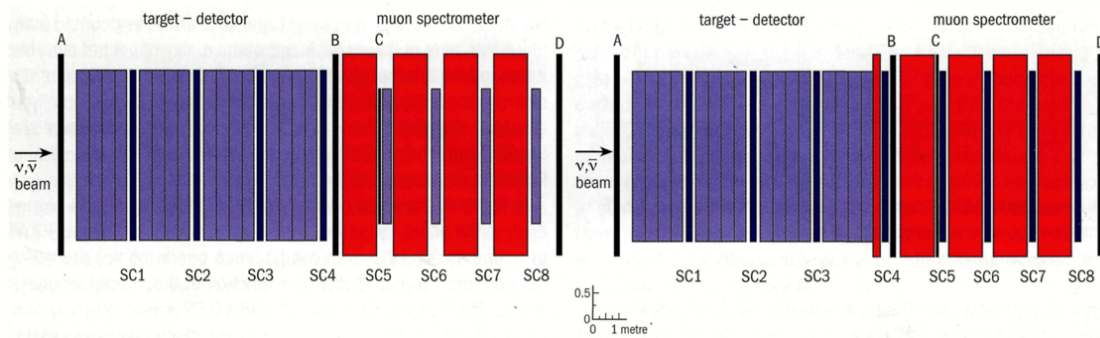 target – detector
muon spectrometer
A
B
C
D
ν,ν̄
beam
SC1
SC2
SC3
SC4
SC5
SC6
SC7
SC8
target – detector
muon spectrometer
A
B
C
D
ν,ν̄
beam
SC1
SC2
SC3
SC4
SC5
SC6
SC7
SC8
0.5
0
0
1 metre